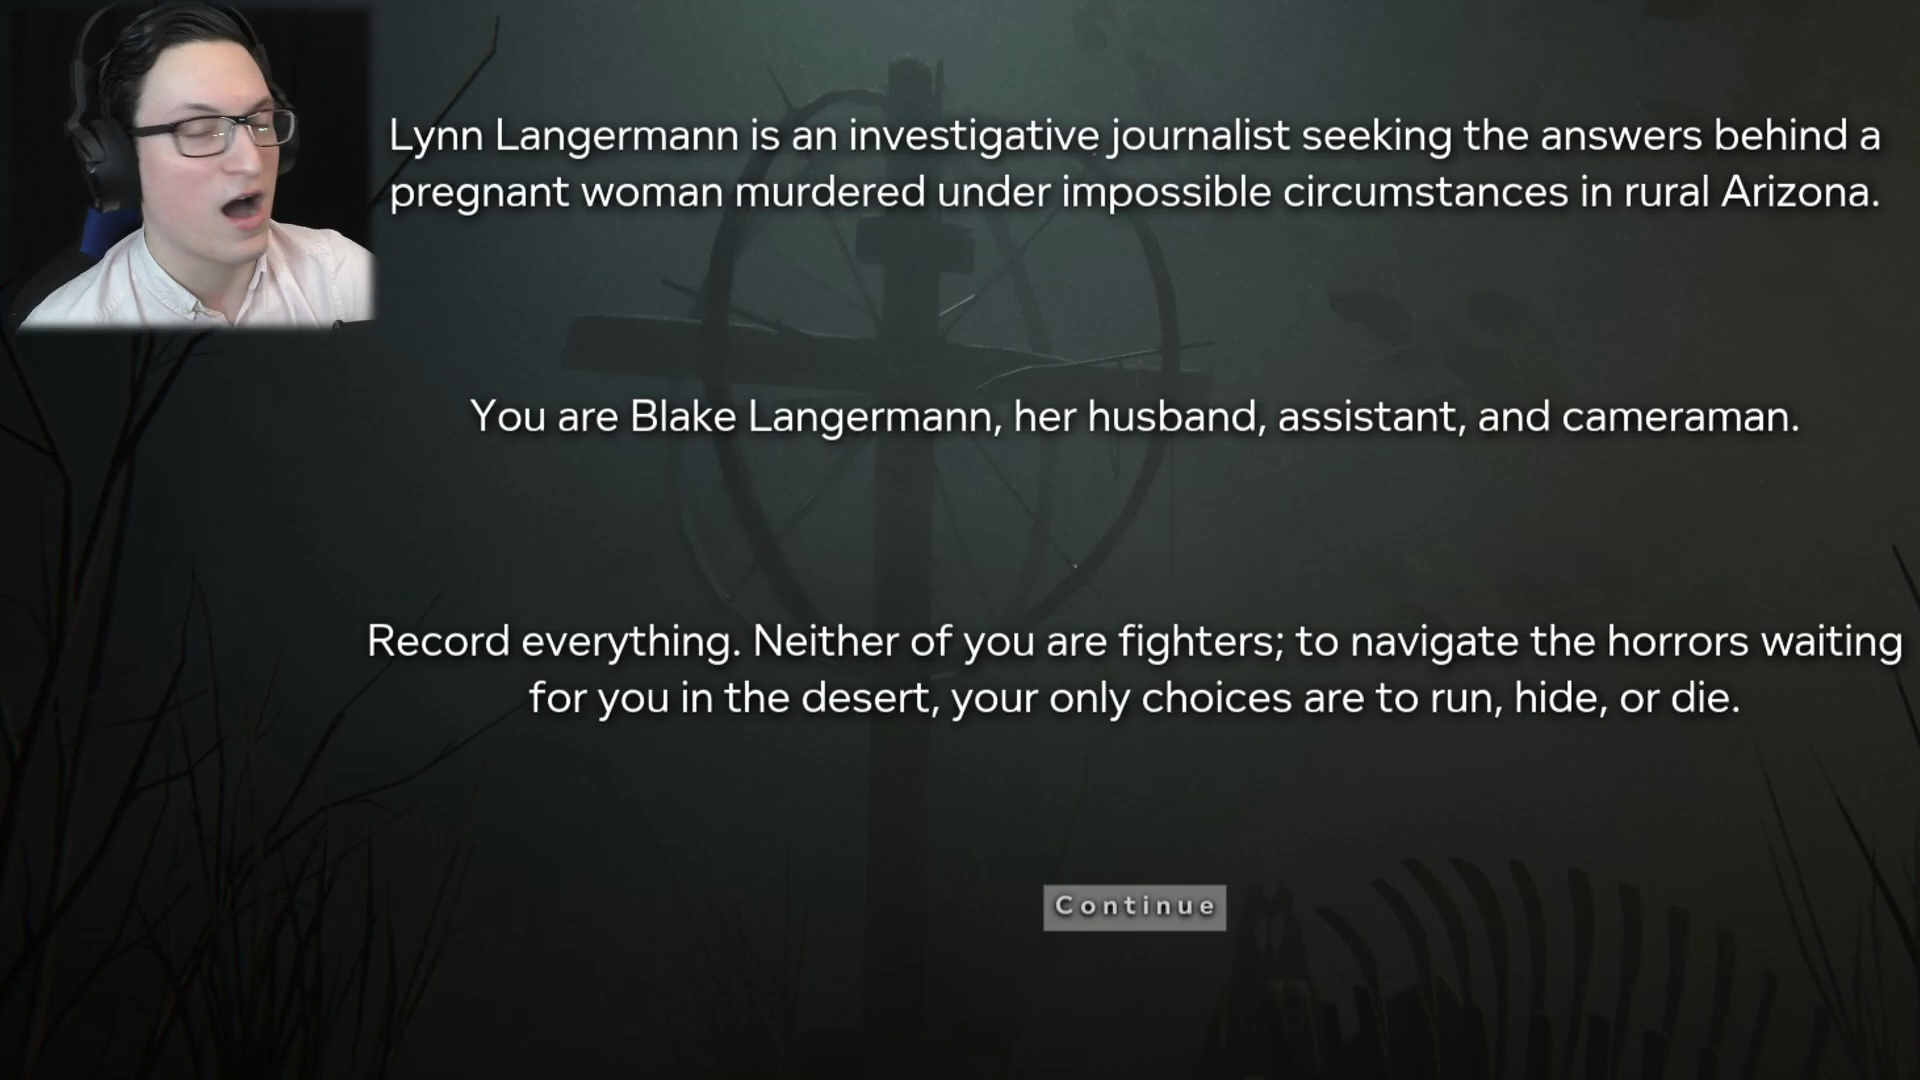 Lynn Langermann is an investigative journalist seeking the answers behind a
pregnant woman murdered under impossible circumstances in rural Arizona.
You are Blake Langermann, her husband, assistant, and cameraman.
Record everything. Neither of you are fighters; to navigate the horrors waiting
for you in the desert, your only choices are to run, hide, or die.
Continue